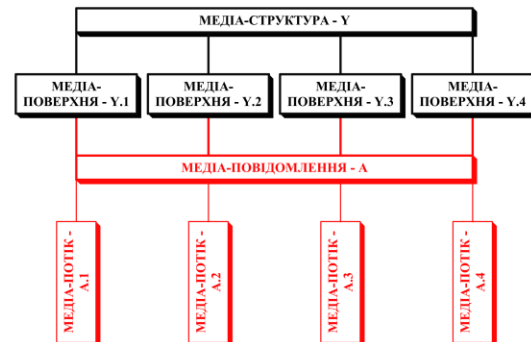 МЕДІА-СТРУКТУРА - Y
МЕДІА-
ПОВЕРХНЯ - Y.1
МЕДІА-
ПОВЕРХНЯ - Y.2
МЕДІА-
ПОВЕРХНЯ - Y.3
МЕДІА-
ПОВЕРХНЯ - Y.4
МЕДІА-ПОВІДОМЛЕННЯ - А
МЕДІА-ПОТІК -
А.1
МЕДІА-ПОТІК -
А.2
МЕДІА-ПОТІК -
А.3
МЕДІА-ПОТІК -
А.4